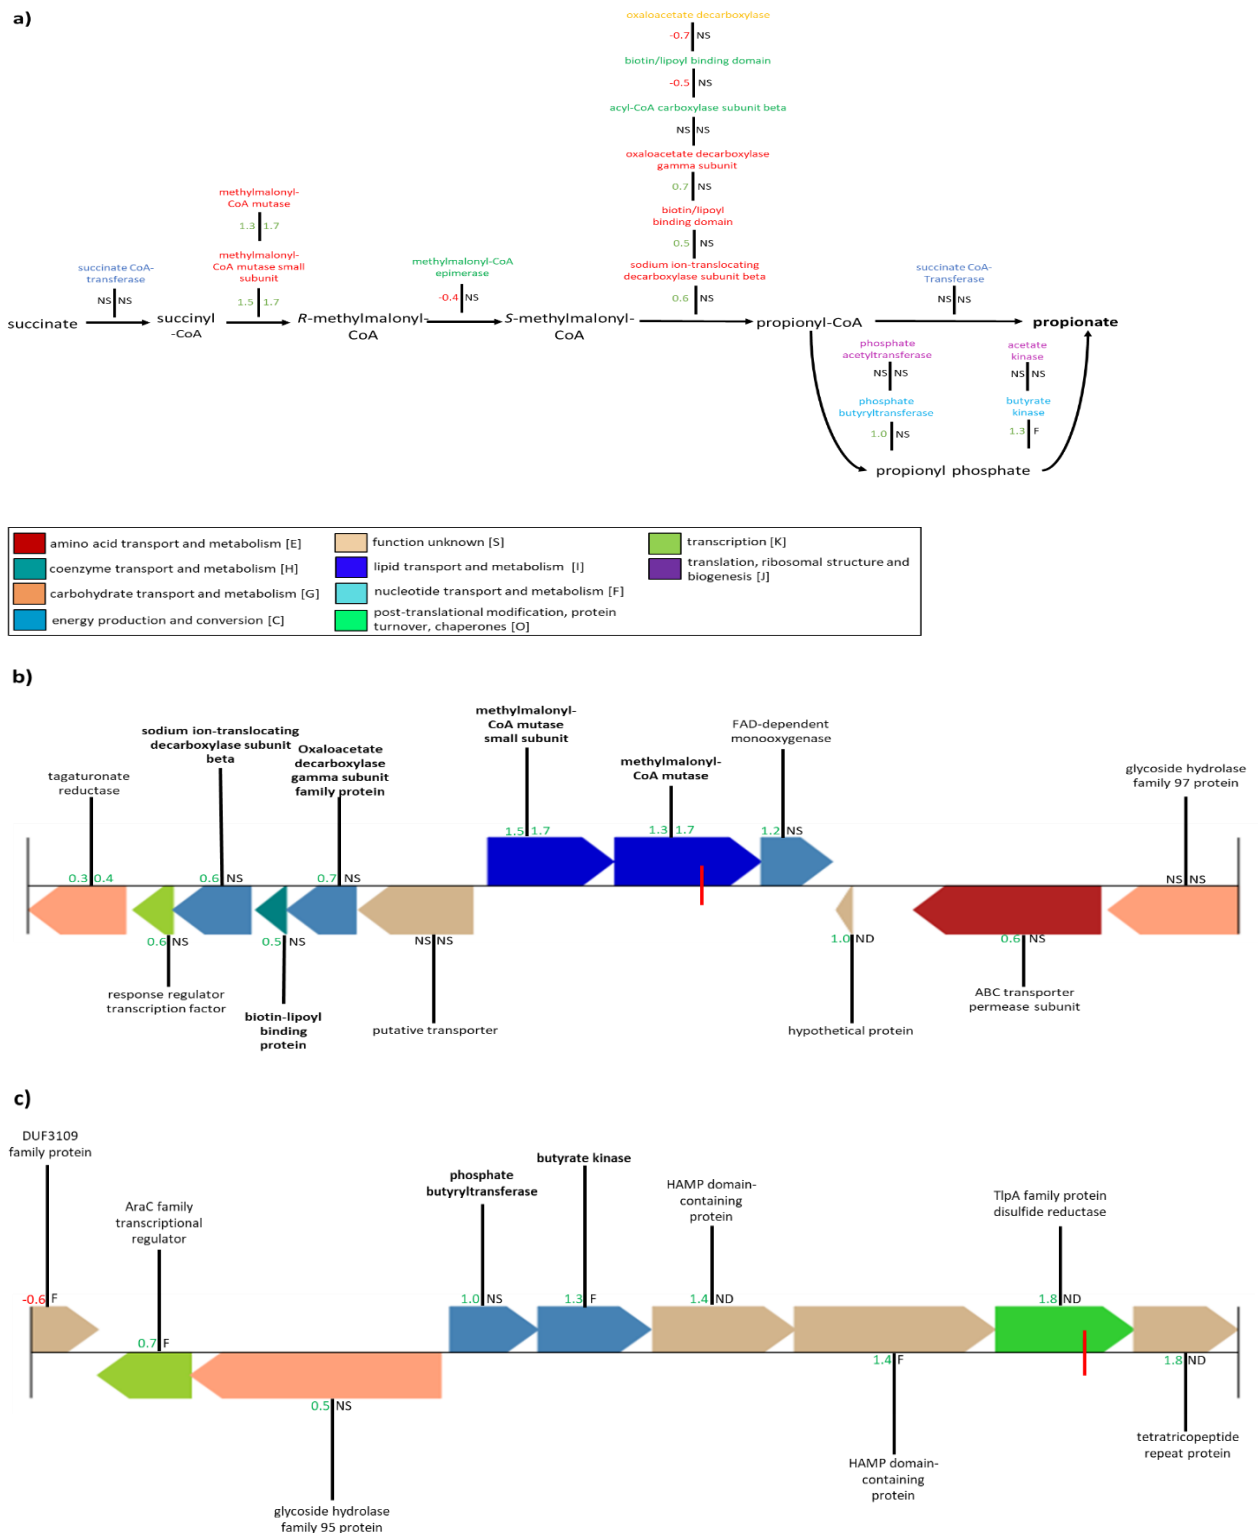 a)
oxaloacetate decarboxylase
-0.7 NS
biotin/lipoyl binding domain
-0.5 NS
acyl-CoA carboxylase subunit beta
NS NS
oxaloacetate decarboxylase
gamma subunit
0.7 NS
biotin/lipoyl
binding domain
0.5 NS
sodium ion-translocating
decarboxylase subunit beta
0.6 NS
methylmalonyl-
CoA mutase
1.3 1.7
methylmalonyl-
CoA mutase small
subunit
1.5 1.7
succinate CoA-
transferase
NS NS
methylmalonyl-CoA
epimerase
-0.4 NS
succinate CoA-
Transferase
NS NS
succinate
succinyl
-CoA
R-methylmalonyl-
CoA
S-methylmalonyl-
CoA
propionyl-CoA
propionate
phosphate
acetyltransferase
NS NS
acetate
kinase
NS NS
phosphate
butyryltransferase
1.0 NS
butyrate
kinase
1.3 F
propionyl phosphate
amino acid transport and metabolism [E]
coenzyme transport and metabolism [H]
carbohydrate transport and metabolism [G]
energy production and conversion [C]
function unknown [S]
lipid transport and metabolism [I]
nucleotide transport and metabolism [F]
post-translational modification, protein
turnover, chaperones [O]
transcription [K]
translation, ribosomal structure and
biogenesis [J]
b)
tagaturonate
reductase
0.3 0.4
sodium ion-translocating
decarboxylase subunit
beta
0.6 NS
Oxaloacetate
decarboxylase
gamma subunit
family protein
0.7 NS
methylmalonyl-
CoA mutase
small subunit
1.5 1.7
methylmalonyl-
CoA mutase
1.3 1.7
FAD-dependent
monooxygenase
1.2 NS
glycoside hydrolase
family 97 protein
NS NS
0.6 NS
response regulator
transcription factor
0.5 NS
biotin-lipoyl
binding
protein
NS NS
putative transporter
1.0 ND
hypothetical protein
0.6 NS
ABC transporter
permease subunit
c)
DUF3109
family protein
-0.6 F
AraC family
transcriptional
regulator
0.7 F
phosphate
butyryltransferase
1.0 NS
butyrate kinase
1.3 F
HAMP domain-
containing
protein
1.4 ND
TlpA family protein
disulfide reductase
1.8 ND
0.5 NS
glycoside hydrolase
family 95 protein
1.4 F
HAMP domain-
containing
protein
1.8 ND
tetratricopeptide
repeat protein